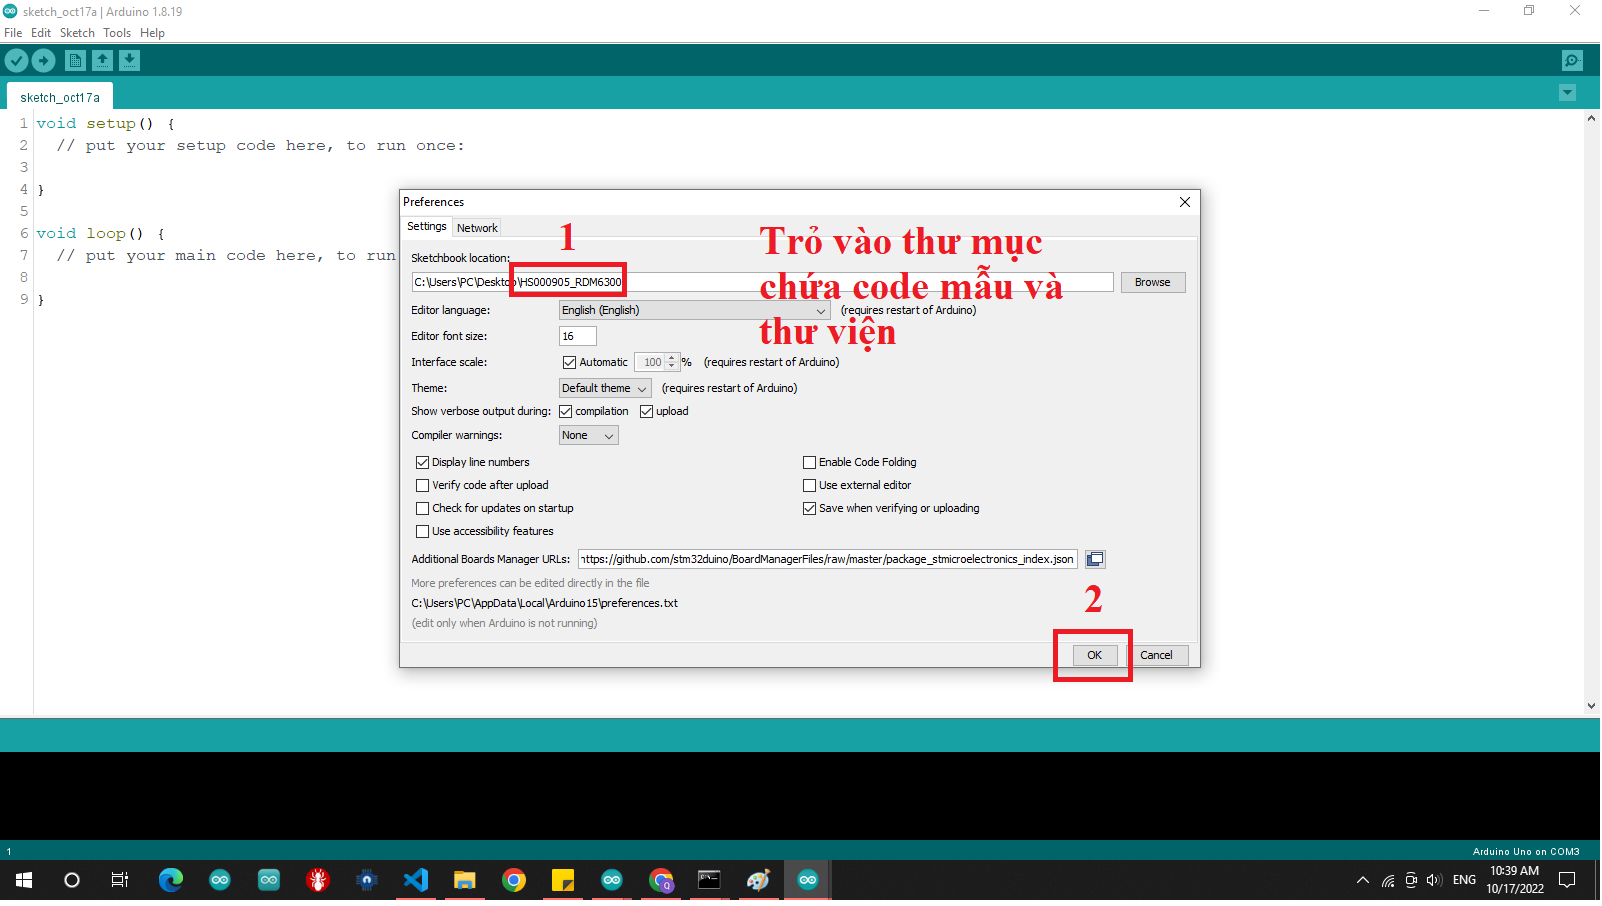 sketch_oct17a | Arduino 1.8.19
File Edit Sketch Tools Help
sketch_oct17a
1 void setup() {
2 // put your setup code here, to run once:
3
4 }
5
6 void loop() {
7 // put your main code here, to run
8
9 }
Preferences
Settings Network
1
Trỏ vào thư mục
chứa code mẫu và
thư viện
Sketchbook location:
C:\Users\PC\Desktop\HS000905_RDM6300
Browse
Editor language: English (English) (requires restart of Arduino)
Editor font size: 16
Interface scale: Automatic 100 % (requires restart of Arduino)
Theme: Default theme (requires restart of Arduino)
Show verbose output during: compilation upload
Compiler warnings: None
Display line numbers Enable Code Folding
Verify code after upload Use external editor
Check for updates on startup Save when verifying or uploading
Use accessibility features
Additional Boards Manager URLs: https://github.com/stm32duino/BoardManagerFiles/raw/master/package_stmicroelectronics_index.json
More preferences can be edited directly in the file
C:\Users\PC\AppData\Local\Arduino15\preferences.txt
(edit only when Arduino is not running)
2
OK Cancel
1 Arduino Uno on COM3
Q
ENG 10:39 AM
10/17/2022